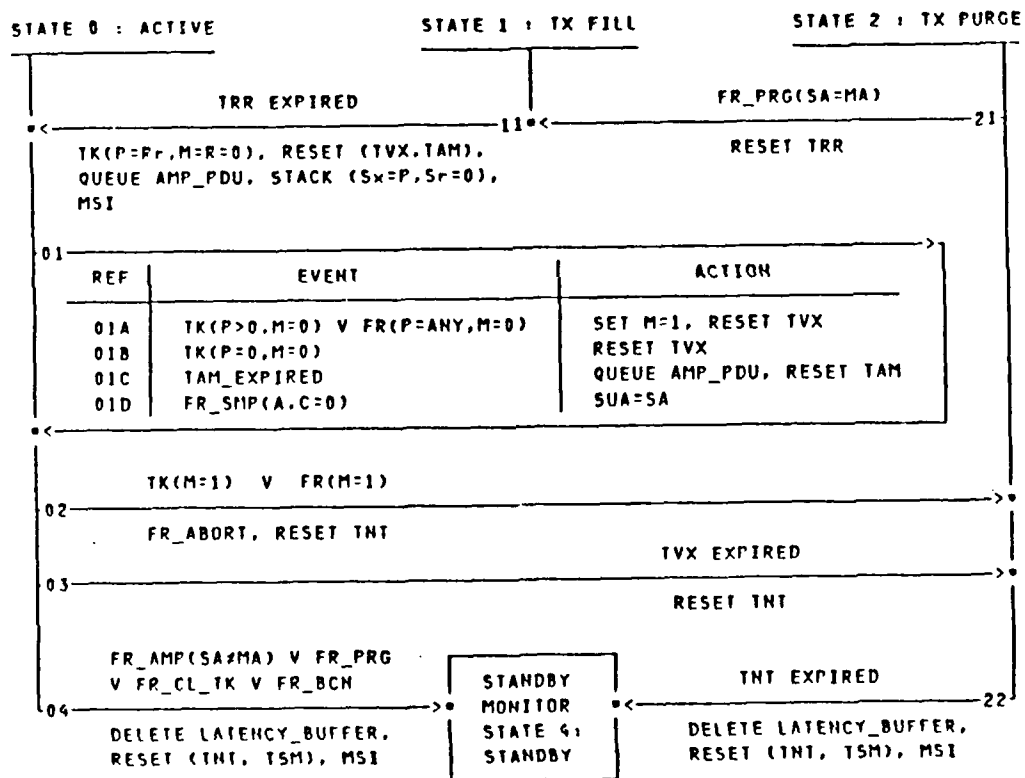 STATE 0 : ACTIVE STATE 1 : TX FILL STATE 2 : TX PURGE
TRR EXPIRED FR_PRG(SA=MA)
11 21
TK(P=Rr,M=R=0), RESET (TVX,TAM), RESET TRR
QUEUE AMP_PDU, STACK (Sx=P,Sr=0),
MSI
01
REF EVENT ACTION
01A TK(P>0,M=0) V FR(P=ANY,M=0) SET M=1, RESET TVX
01B TK(P=0,M=0) RESET TVX
01C TAM_EXPIRED QUEUE AMP_PDU, RESET TAM
01D FR_SMP(A,C=0) SUA=SA
TK(M=1) V FR(M=1)
02
FR_ABORT, RESET TNT
TVX EXPIRED
03
RESET TNT
FR_AMP(SA≠MA) V FR_PRG
V FR_CL_TK V FR_BCN
04
DELETE LATENCY_BUFFER,
RESET (TNT, TSM), MSI
STANDBY
MONITOR
STATE 4:
STANDBY
TNT EXPIRED
22
DELETE LATENCY_BUFFER,
RESET (TNT, TSM), MSI